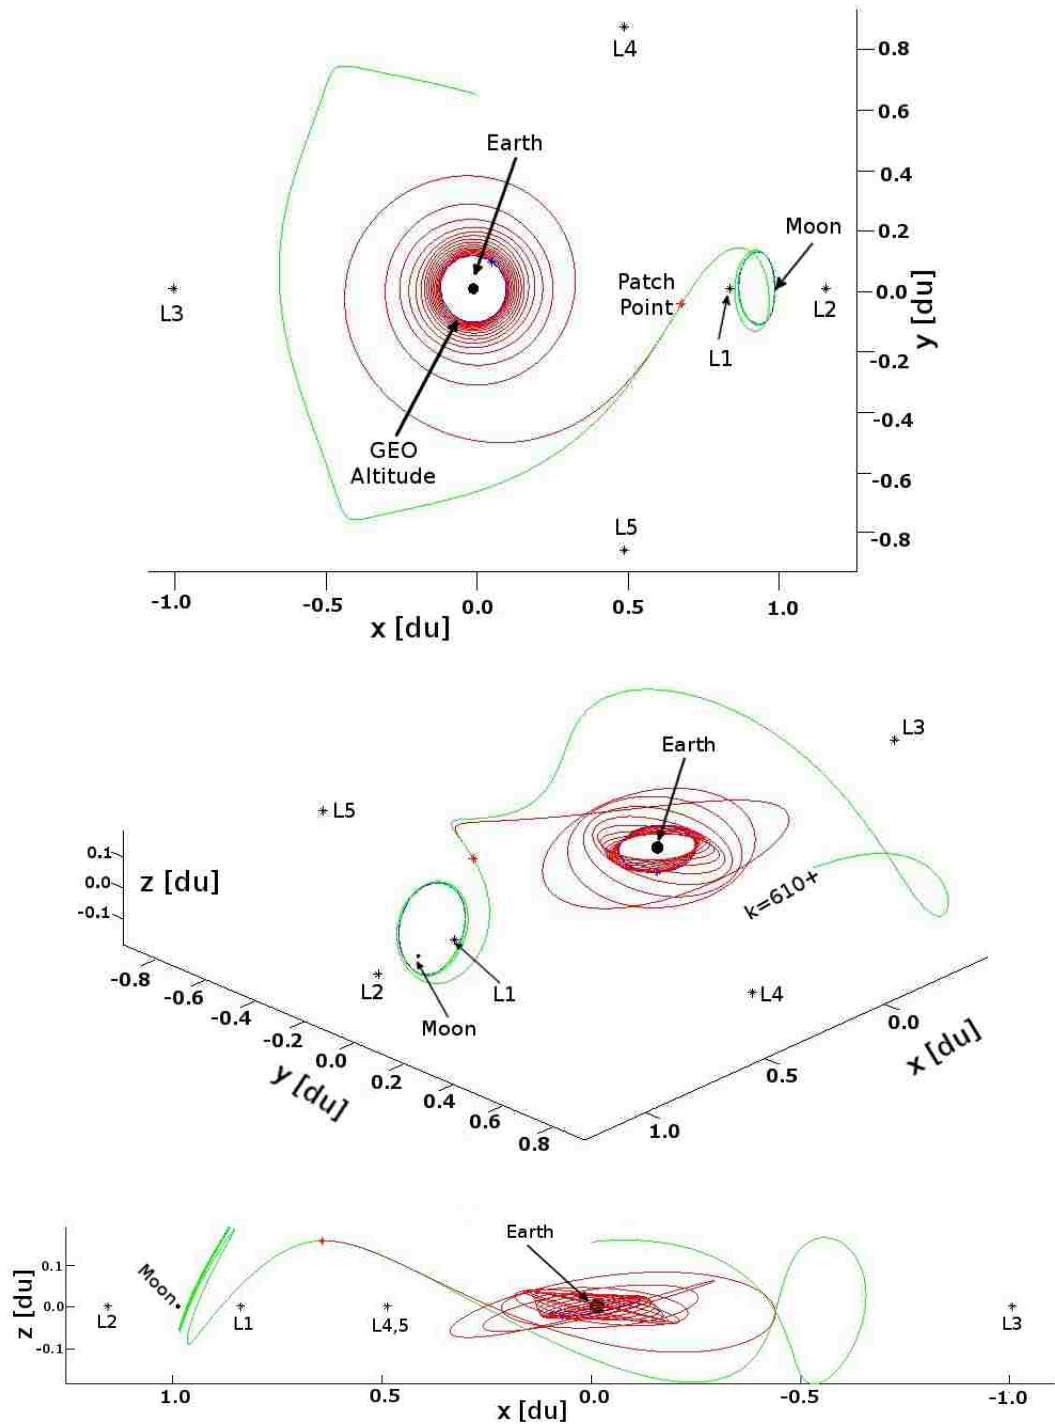 L4
0.8
0.6
Earth
0.4
0.2
Moon
Patch
Point
0.0
y [du]
L3
L1
L2
-0.2
-0.4
GEO
Altitude
-0.6
L5
-0.8
-1.0
-0.5
0.0
0.5
1.0
x [du]
L3
Earth
L5
0.1
0.0
-0.1
z [du]
k=610+
L2
L1
L4
Moon
-0.8
-0.6
-0.4
-0.2
0.0
0.2
0.4
0.6
0.8
y [du]
0.0
0.5
1.0
x [du]
Earth
0.1
0.0
-0.1
z [du]
Moon
L2
L1
L4,5
L3
1.0
0.5
0.0
-0.5
-1.0
x [du]